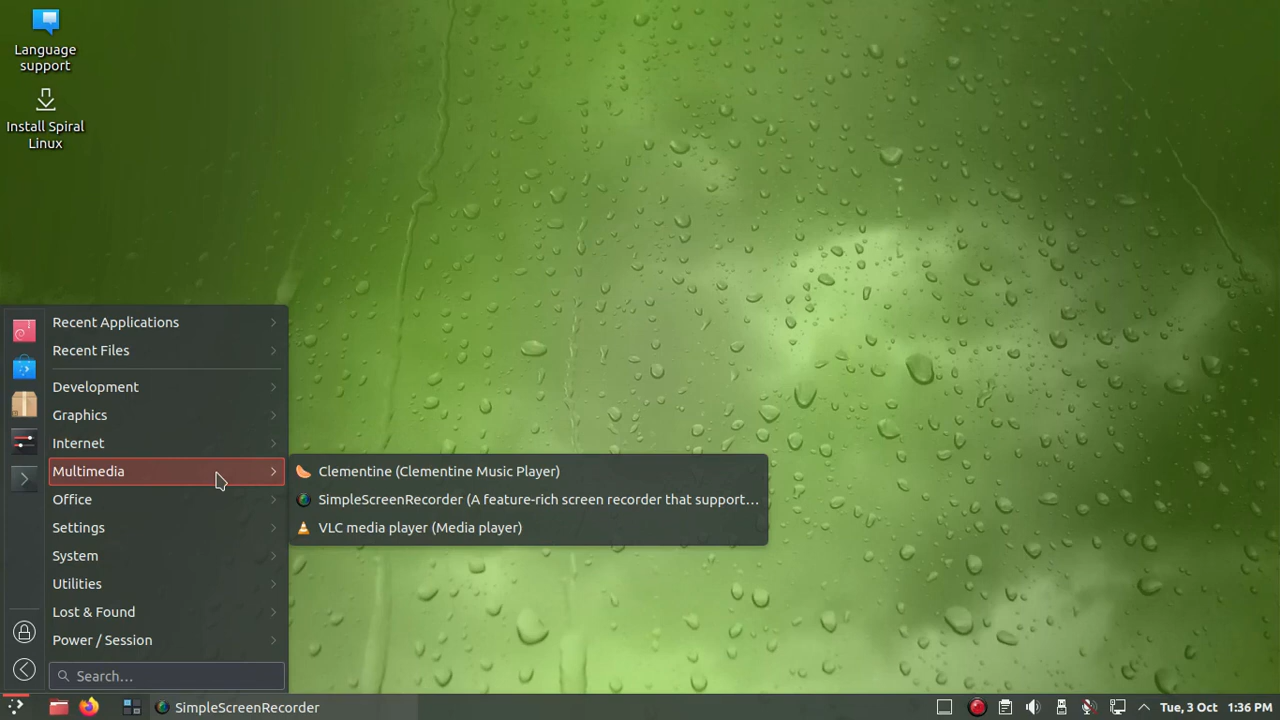 Language
support
Install Spiral
Linux
Recent Applications
Recent Files
Development
Graphics
Internet
Multimedia
Office
Settings
System
Utilities
Lost & Found
Power / Session
Search...
Clementine (Clementine Music Player)
SimpleScreenRecorder (A feature-rich screen recorder that support...
VLC media player (Media player)
SimpleScreenRecorder
Tue, 3 Oct 1:36 PM